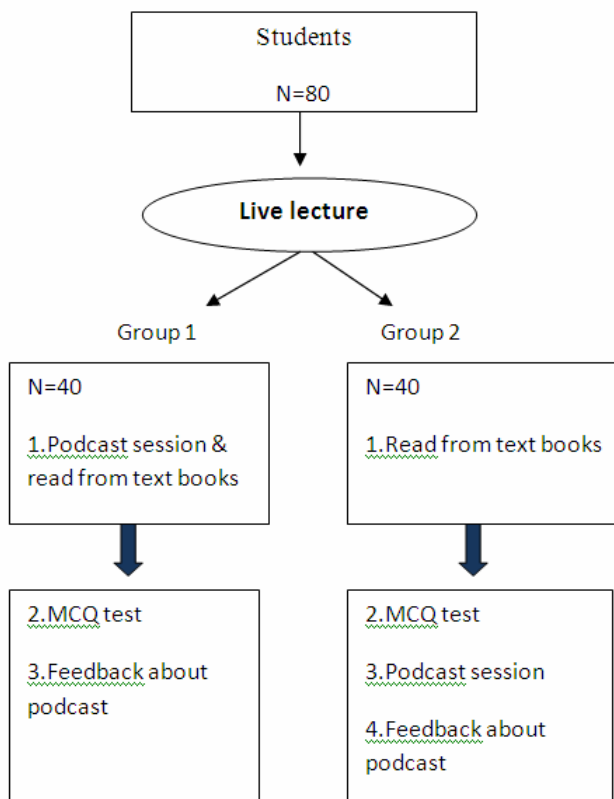 Students
N=80
Live lecture
Group 1
Group 2
N=40
1.Podcast session &
read from text books
N=40
1.Read from text books
2.MCQ test
3.Feedback about
podcast
2.MCQ test
3.Podcast session
4.Feedback about
podcast